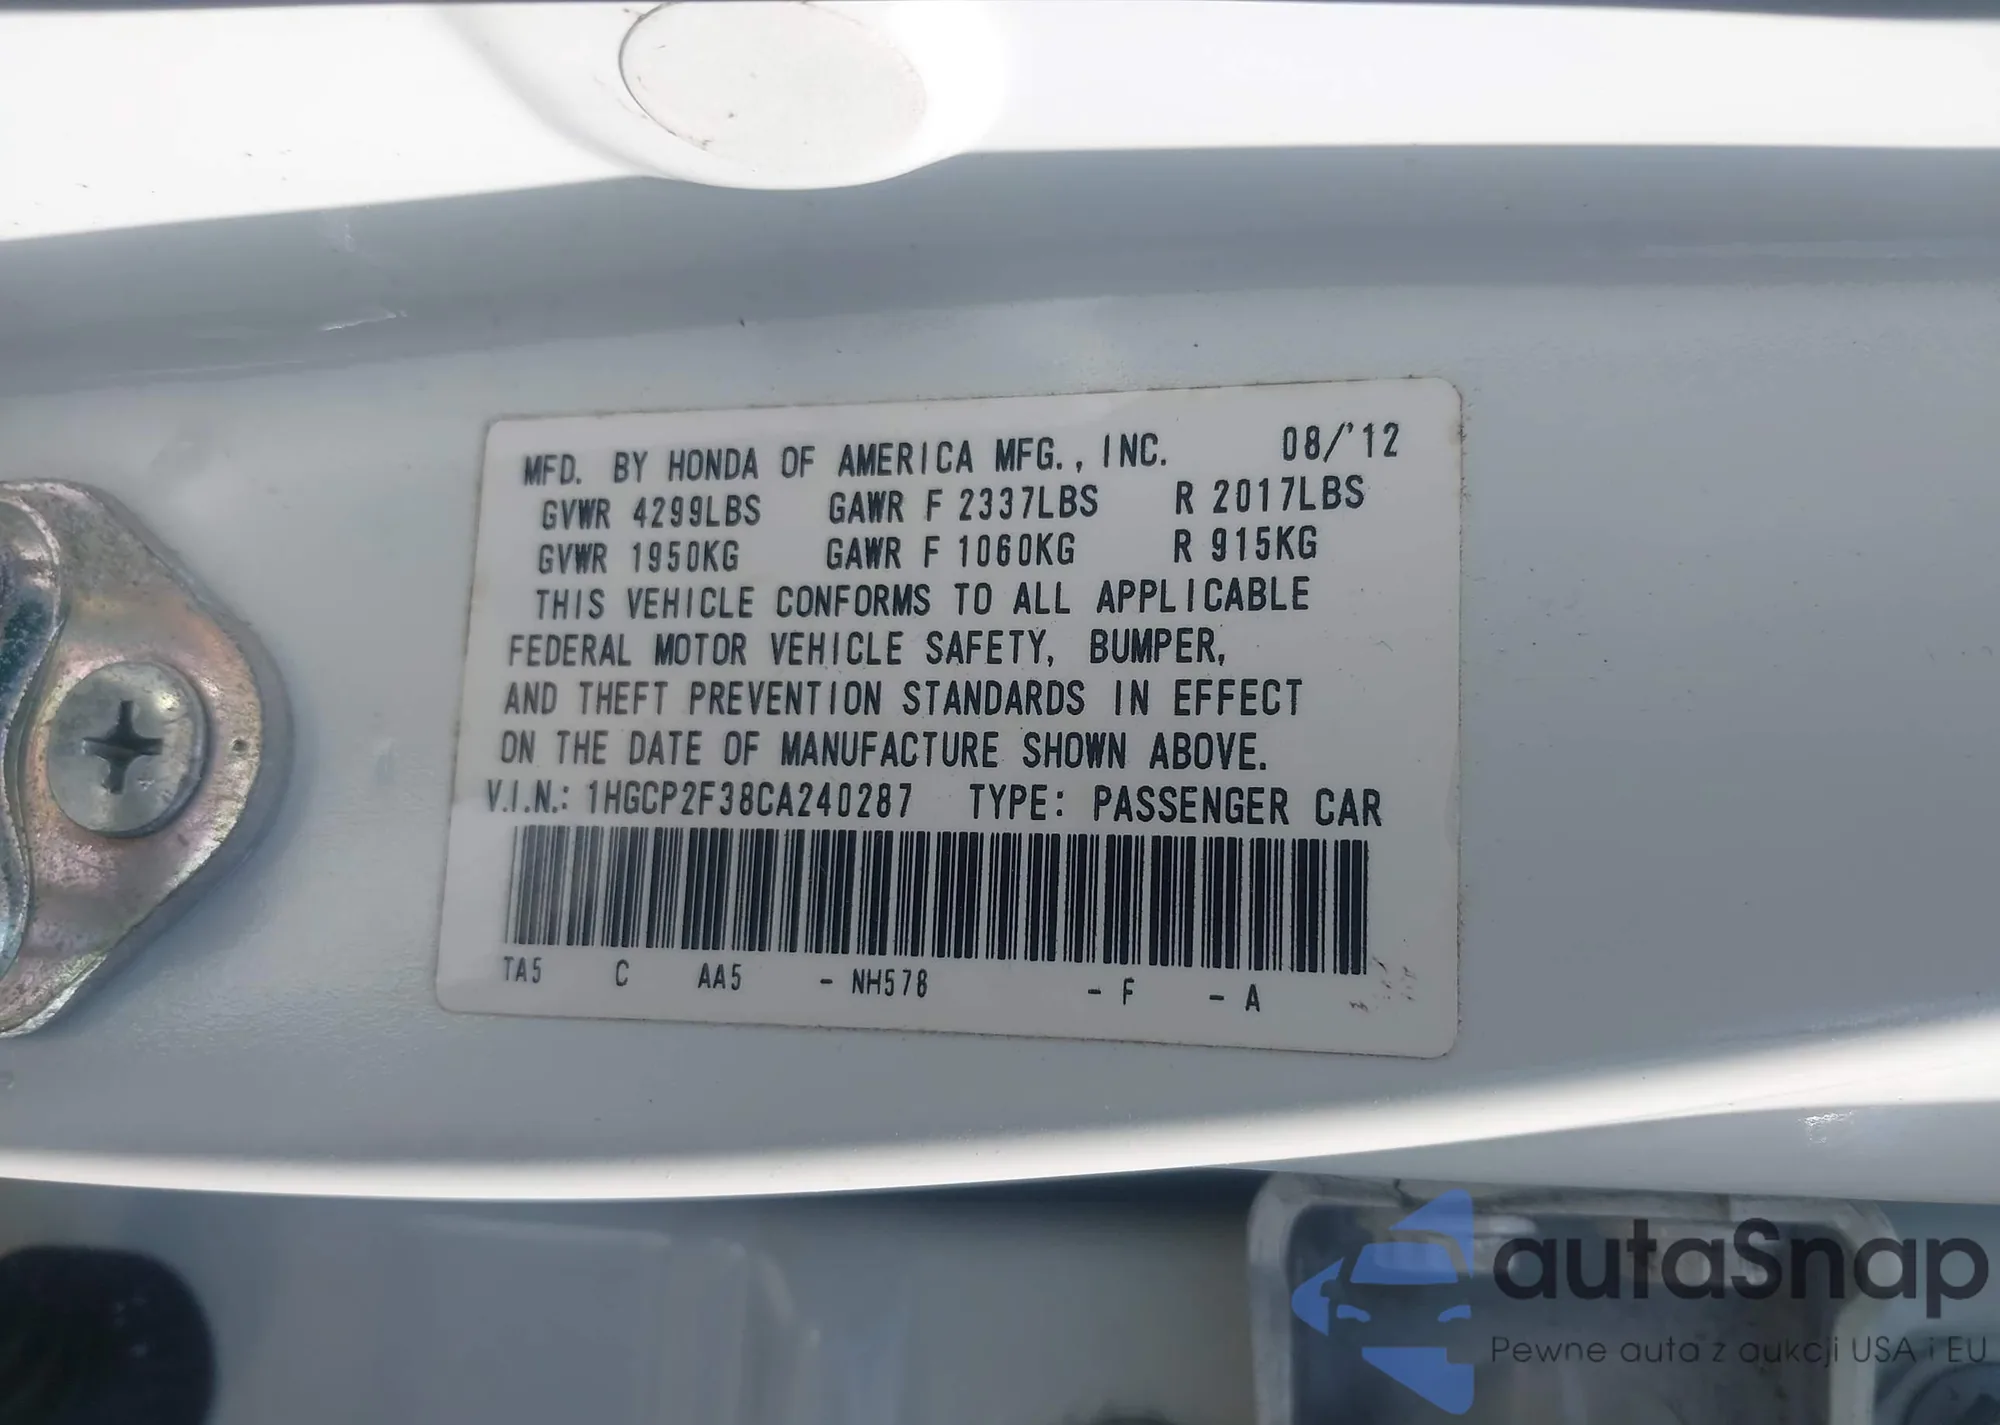 MFD. BY HONDA OF AMERICA MFG., INC. 08/'12
GVWR 4299LBS GAWR F 2337LBS R 2017LBS
GVWR 1950KG GAWR F 1060KG R 915KG
THIS VEHICLE CONFORMS TO ALL APPLICABLE
FEDERAL MOTOR VEHICLE SAFETY, BUMPER,
AND THEFT PREVENTION STANDARDS IN EFFECT
ON THE DATE OF MANUFACTURE SHOWN ABOVE.
V.I.N.: 1HGCP2F38CA240287 TYPE: PASSENGER CAR
TA5 C AA5 - NH578 - F - A
autaSnap
Pewne auta z aukcji USA i EU